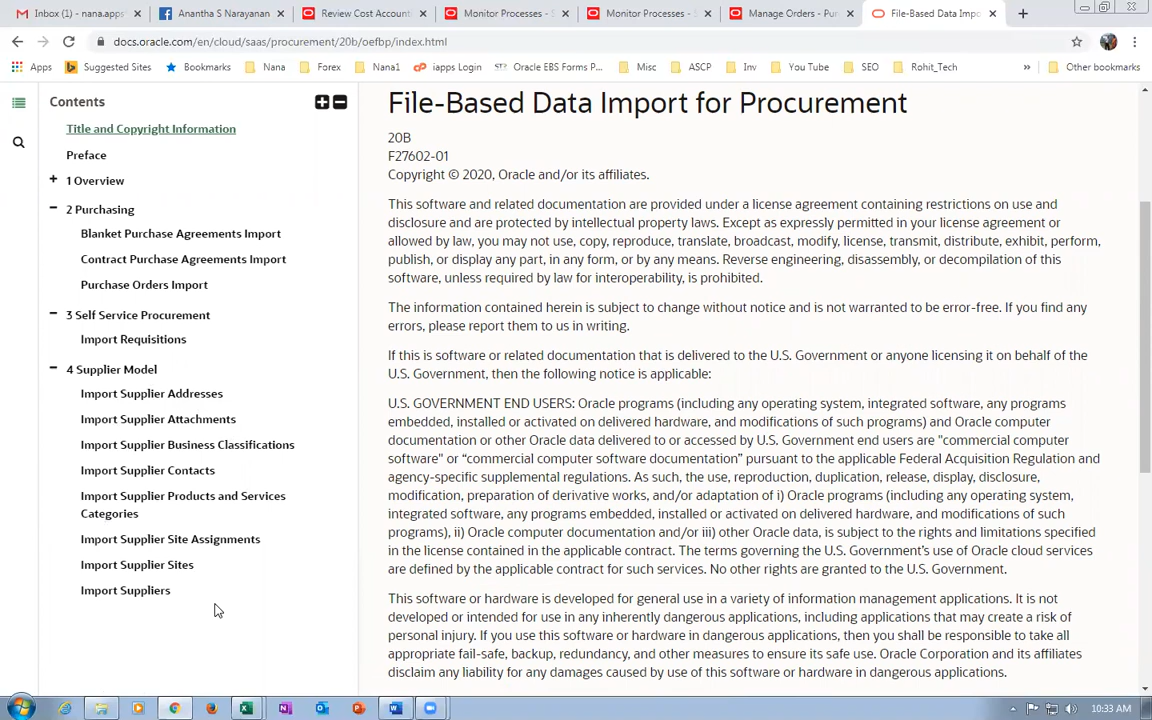 Inbox (10) - nana.apps
Anantha S Narayanan
Review Cost Account
Monitor Processes - S
Monitor Processes - S
Manage Orders - Pur
File-Based Data Impo
docs.oracle.com/en/cloud/saas/procurement/20b/oefbp/index.html
Apps
Suggested Sites
Bookmarks
Nana
Forex
Nana1
iapps Login
Oracle EBS Forms P...
Misc
ASCP
Inv
You Tube
SEO
Rohit_Tech
»
Other bookmarks
Contents
Title and Copyright Information
Preface
1 Overview
2 Purchasing
Blanket Purchase Agreements Import
Contract Purchase Agreements Import
Purchase Orders Import
3 Self Service Procurement
Import Requisitions
4 Supplier Model
Import Supplier Addresses
Import Supplier Attachments
Import Supplier Business Classifications
Import Supplier Contacts
Import Supplier Products and Services
Categories
Import Supplier Site Assignments
Import Supplier Sites
Import Suppliers
File-Based Data Import for Procurement
20B
F27602-01
Copyright © 2020, Oracle and/or its affiliates.
This software and related documentation are provided under a license agreement containing restrictions on use and
disclosure and are protected by intellectual property laws. Except as expressly permitted in your license agreement or
allowed by law, you may not use, copy, reproduce, translate, broadcast, modify, license, transmit, distribute, exhibit, perform,
publish, or display any part, in any form, or by any means. Reverse engineering, disassembly, or decompilation of this
software, unless required by law for interoperability, is prohibited.
The information contained herein is subject to change without notice and is not warranted to be error-free. If you find any
errors, please report them to us in writing.
If this is software or related documentation that is delivered to the U.S. Government or anyone licensing it on behalf of the
U.S. Government, then the following notice is applicable:
U.S. GOVERNMENT END USERS: Oracle programs (including any operating system, integrated software, any programs
embedded, installed or activated on delivered hardware, and modifications of such programs) and Oracle computer
documentation or other Oracle data delivered to or accessed by U.S. Government end users are "commercial computer
software" or "commercial computer software documentation" pursuant to the applicable Federal Acquisition Regulation and
agency-specific supplemental regulations. As such, the use, reproduction, duplication, release, display, disclosure,
modification, preparation of derivative works, and/or adaptation of i) Oracle programs (including any operating system,
integrated software, any programs embedded, installed or activated on delivered hardware, and modifications of such
programs), ii) Oracle computer documentation and/or iii) other Oracle data, is subject to the rights and limitations specified
in the license contained in the applicable contract. The terms governing the U.S. Government's use of Oracle cloud services
are defined by the applicable contract for such services. No other rights are granted to the U.S. Government.
This software or hardware is developed for general use in a variety of information management applications. It is not
developed or intended for use in any inherently dangerous applications, including applications that may create a risk of
personal injury. If you use this software or hardware in dangerous applications, then you shall be responsible to take all
appropriate fail-safe, backup, redundancy, and other measures to ensure its safe use. Oracle Corporation and its affiliates
disclaim any liability for any damages caused by use of this software or hardware in dangerous applications.
10:33 AM